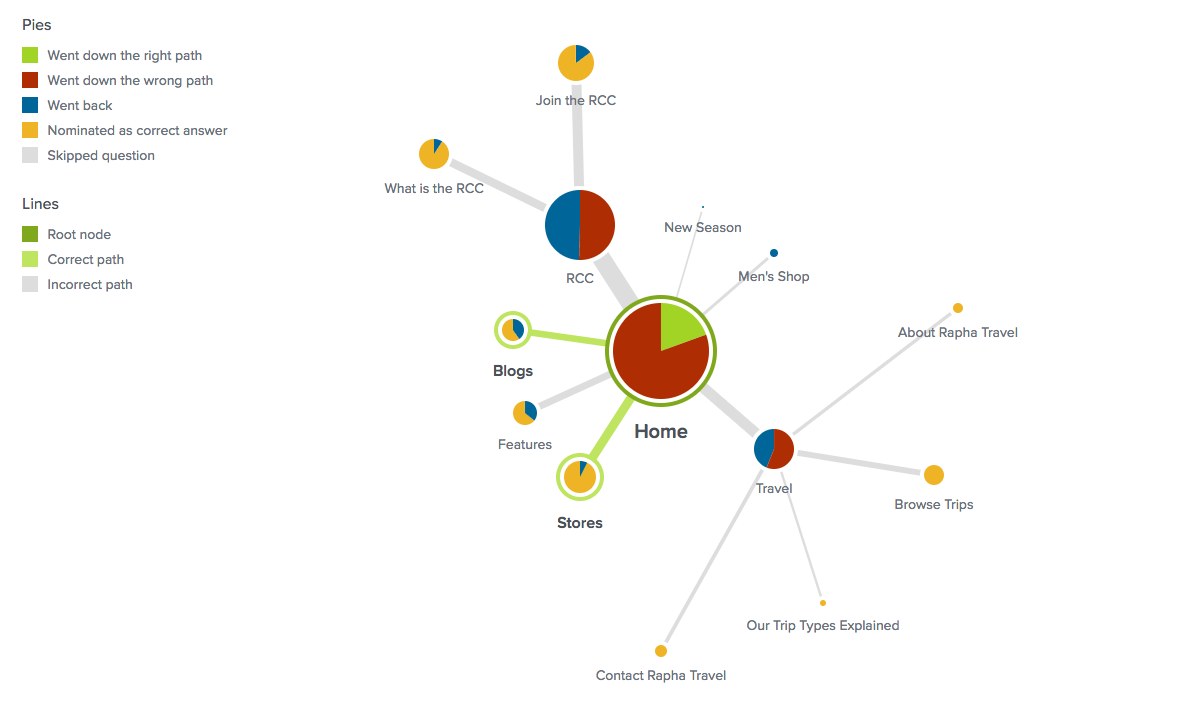 Pies
Went down the right path
Went down the wrong path
Went back
Nominated as correct answer
Skipped question
Lines
Root node
Correct path
Incorrect path
Join the RCC
What is the RCC
New Season
RCC
Men's Shop
About Rapha Travel
Blogs
Home
Features
Travel
Browse Trips
Stores
Our Trip Types Explained
Contact Rapha Travel